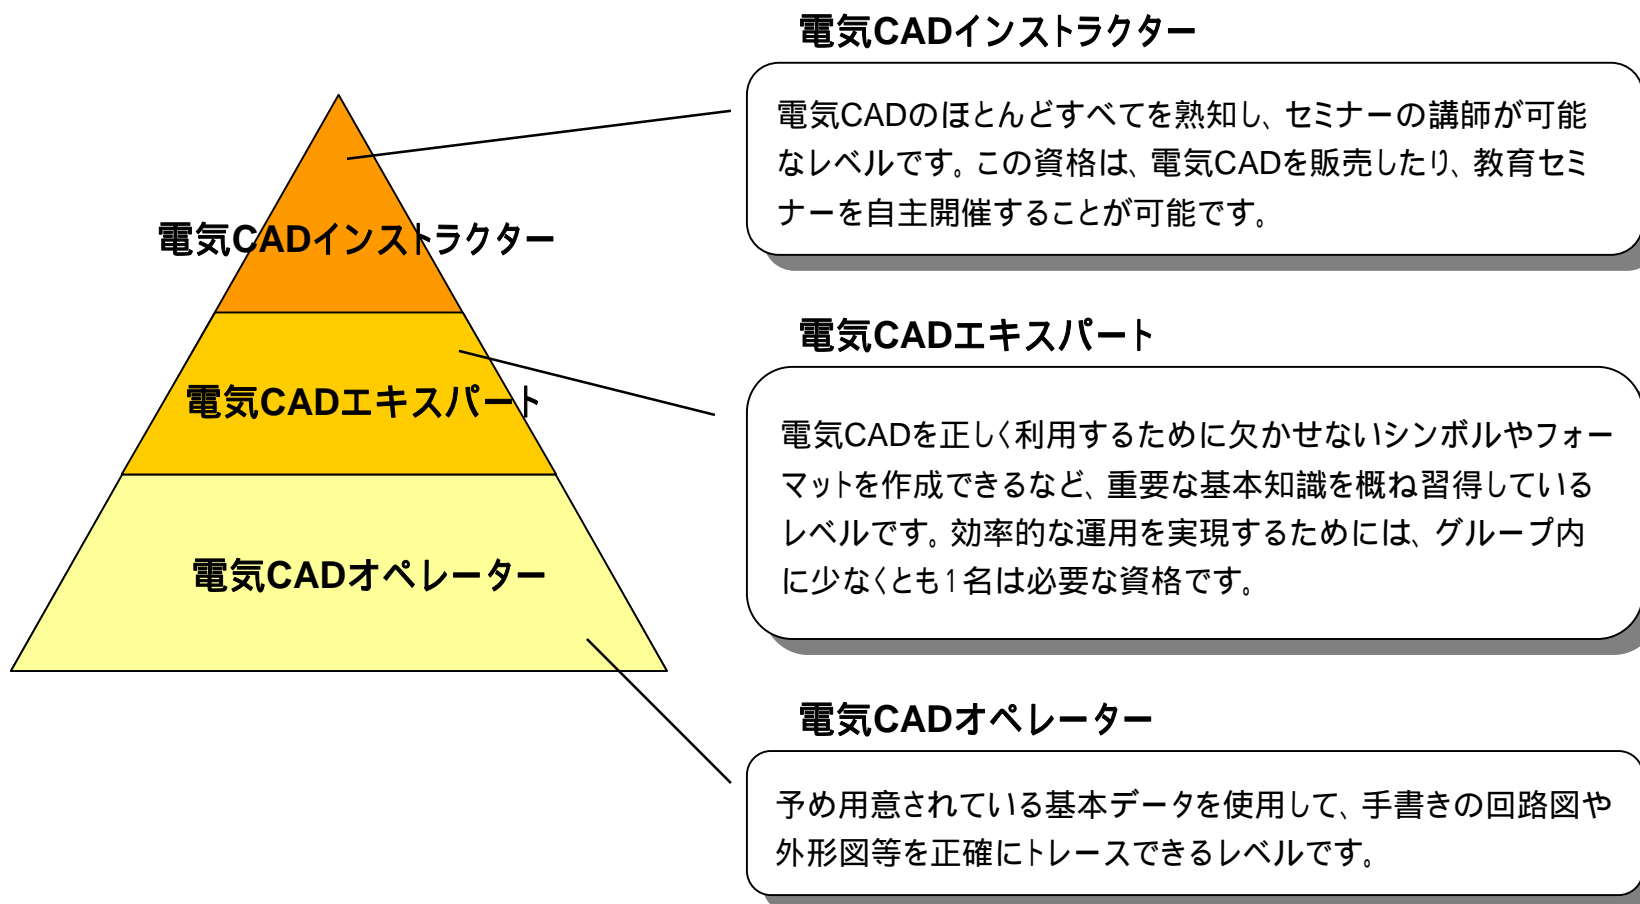 電気CADインストラクター
電気CADのほとんどすべてを熟知し、セミナーの講師が可能
なレベルです。この資格は、電気CADを販売したり、教育セミ
ナーを自主開催することが可能です。
電気CADインストラクター
電気CADエキスパート
電気CADエキスパート
電気CADを正しく利用するために欠かせないシンボルやフォー
マットを作成できるなど、重要な基本知識を概ね習得している
レベルです。効率的な運用を実現するためには、グループ内
に少なくとも1名は必要な資格です。
電気CADオペレーター
電気CADオペレーター
予め用意されている基本データを使用して、手書きの回路図や
外形図等を正確にトレースできるレベルです。